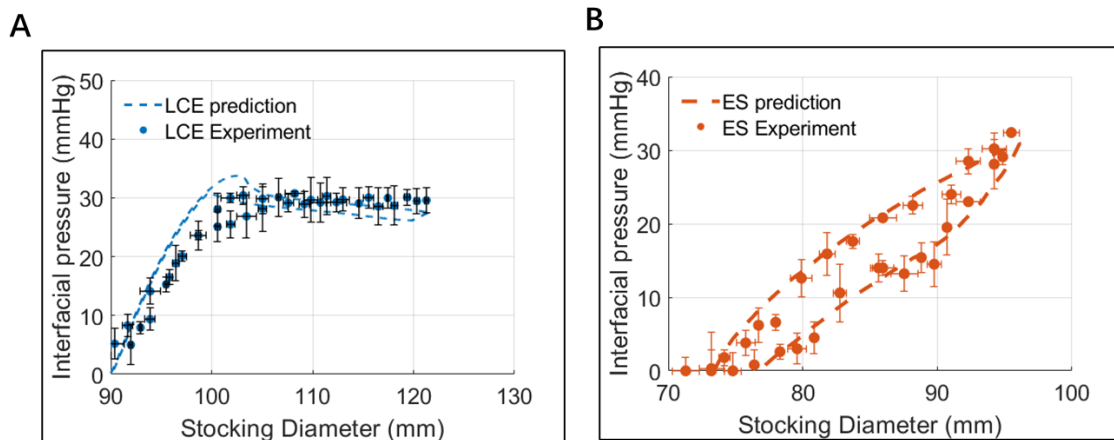 A
B
Interfacial pressure (mmHg)
50
40
30
20
10
0
LCE prediction
LCE Experiment
90
100
110
120
130
Stocking Diameter (mm)
Interfacial pressure (mmHg)
40
30
20
10
0
ES prediction
ES Experiment
70
80
90
100
Stocking Diameter (mm)